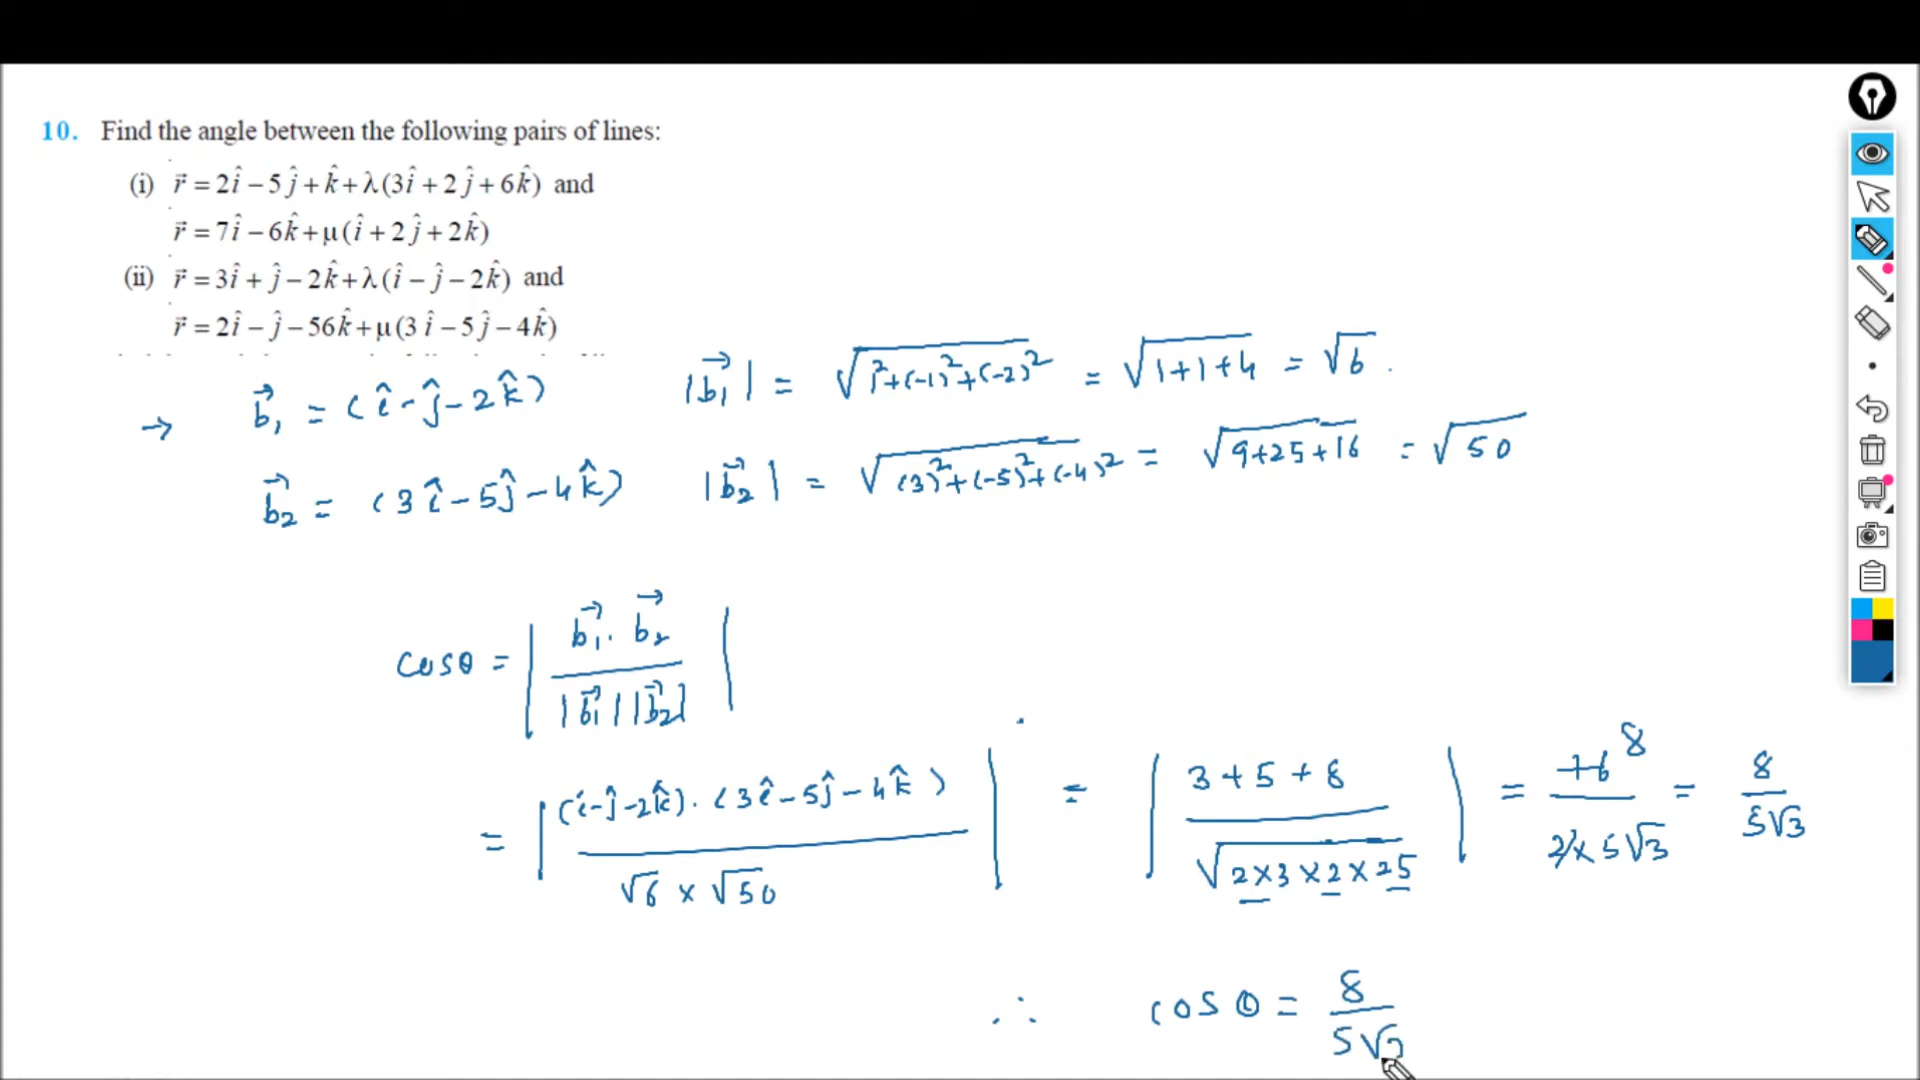 10. Find the angle between the following pairs of lines:
(i) r⃗ = 2î − 5ĵ + k̂ + λ(3î + 2ĵ + 6k̂) and
r⃗ = 7î − 6k̂ + μ(î + 2ĵ + 2k̂)
(ii) r⃗ = 3î + ĵ − 2k̂ + λ(î − ĵ − 2k̂) and
r⃗ = 2î − ĵ − 56k̂ + μ(3î − 5ĵ − 4k̂)
→ b⃗₁ = (î − ĵ − 2k̂) |b⃗₁| = √(1²+(-1)²+(-2)²) = √(1+1+4) = √6.
b⃗₂ = (3î − 5ĵ − 4k̂) |b⃗₂| = √((3)²+(-5)²+(-4)²) = √(9+25+16) = √50
cosθ = | b⃗₁ . b⃗₂ / |b⃗₁||b⃗₂| |
= | (î−ĵ−2k̂) . (3î−5ĵ−4k̂) / √6 × √50 | = | 3+5+8 / √(2×3×2×25) | = 16 8 / 2×5√3 = 8 / 5√3
∴ cosθ = 8 / 5√3